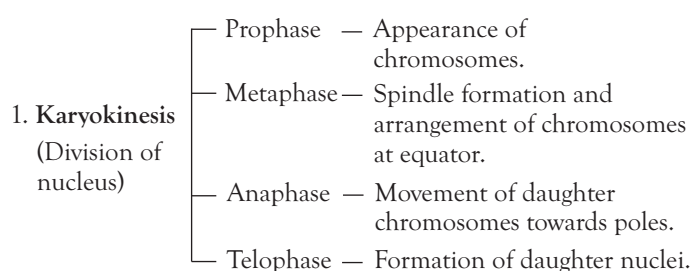 Prophase — Appearance of
chromosomes.
Metaphase — Spindle formation and
1. Karyokinesis arrangement of chromosomes
(Division of at equator.
nucleus)
Anaphase — Movement of daughter
chromosomes towards poles.
Telophase — Formation of daughter nuclei.